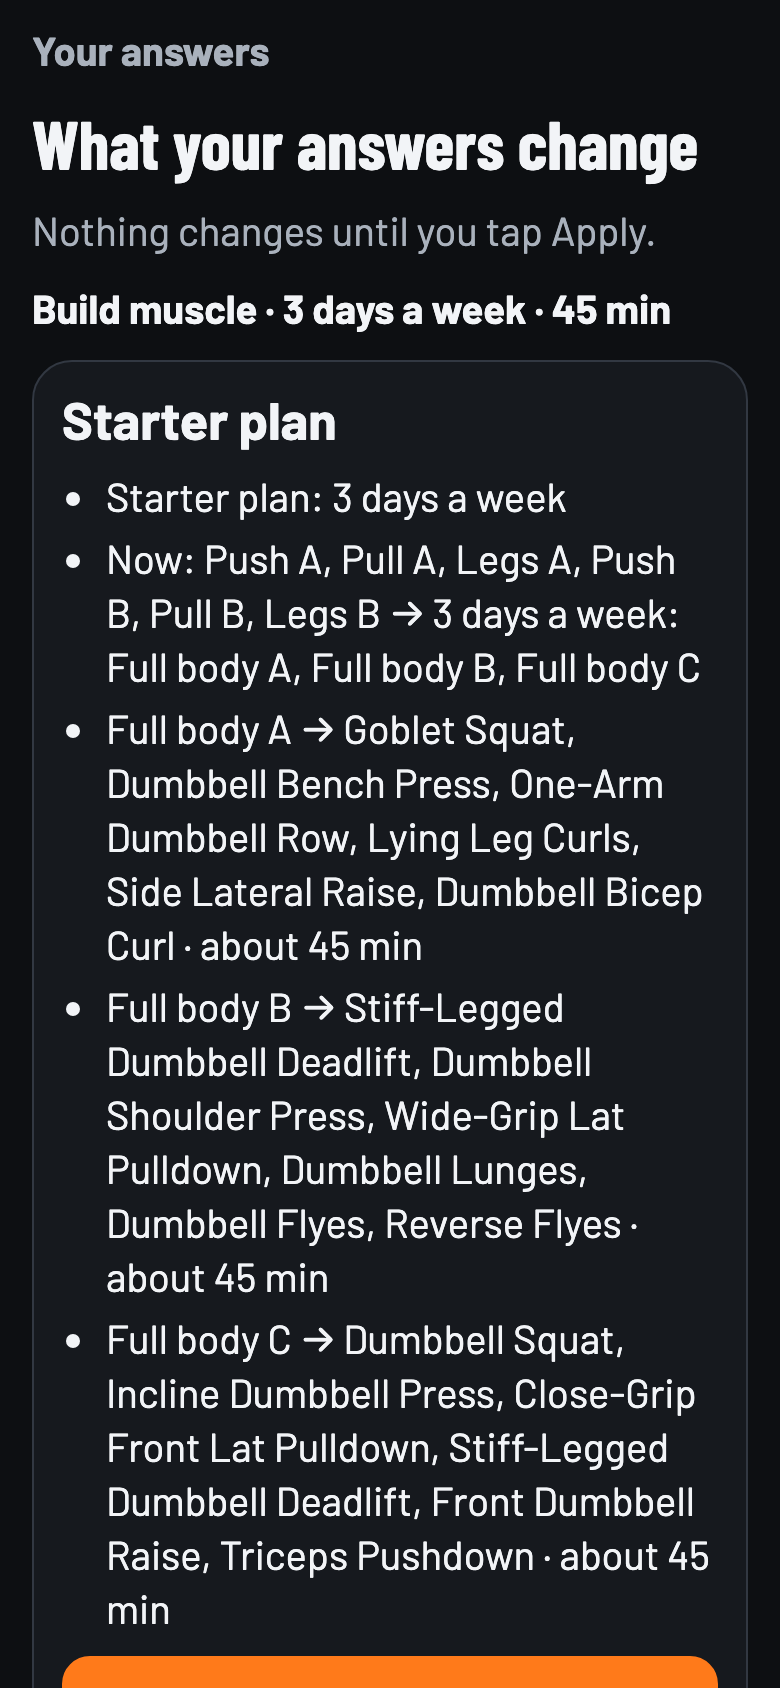 Your answers
What your answers change
Nothing changes until you tap Apply.
Build muscle · 3 days a week · 45 min
Starter plan
• Starter plan: 3 days a week
• Now: Push A, Pull A, Legs A, Push
B, Pull B, Legs B → 3 days a week:
Full body A, Full body B, Full body C
• Full body A → Goblet Squat,
Dumbbell Bench Press, One-Arm
Dumbbell Row, Lying Leg Curls,
Side Lateral Raise, Dumbbell Bicep
Curl · about 45 min
• Full body B → Stiff-Legged
Dumbbell Deadlift, Dumbbell
Shoulder Press, Wide-Grip Lat
Pulldown, Dumbbell Lunges,
Dumbbell Flyes, Reverse Flyes ·
about 45 min
• Full body C → Dumbbell Squat,
Incline Dumbbell Press, Close-Grip
Front Lat Pulldown, Stiff-Legged
Dumbbell Deadlift, Front Dumbbell
Raise, Triceps Pushdown · about 45
min